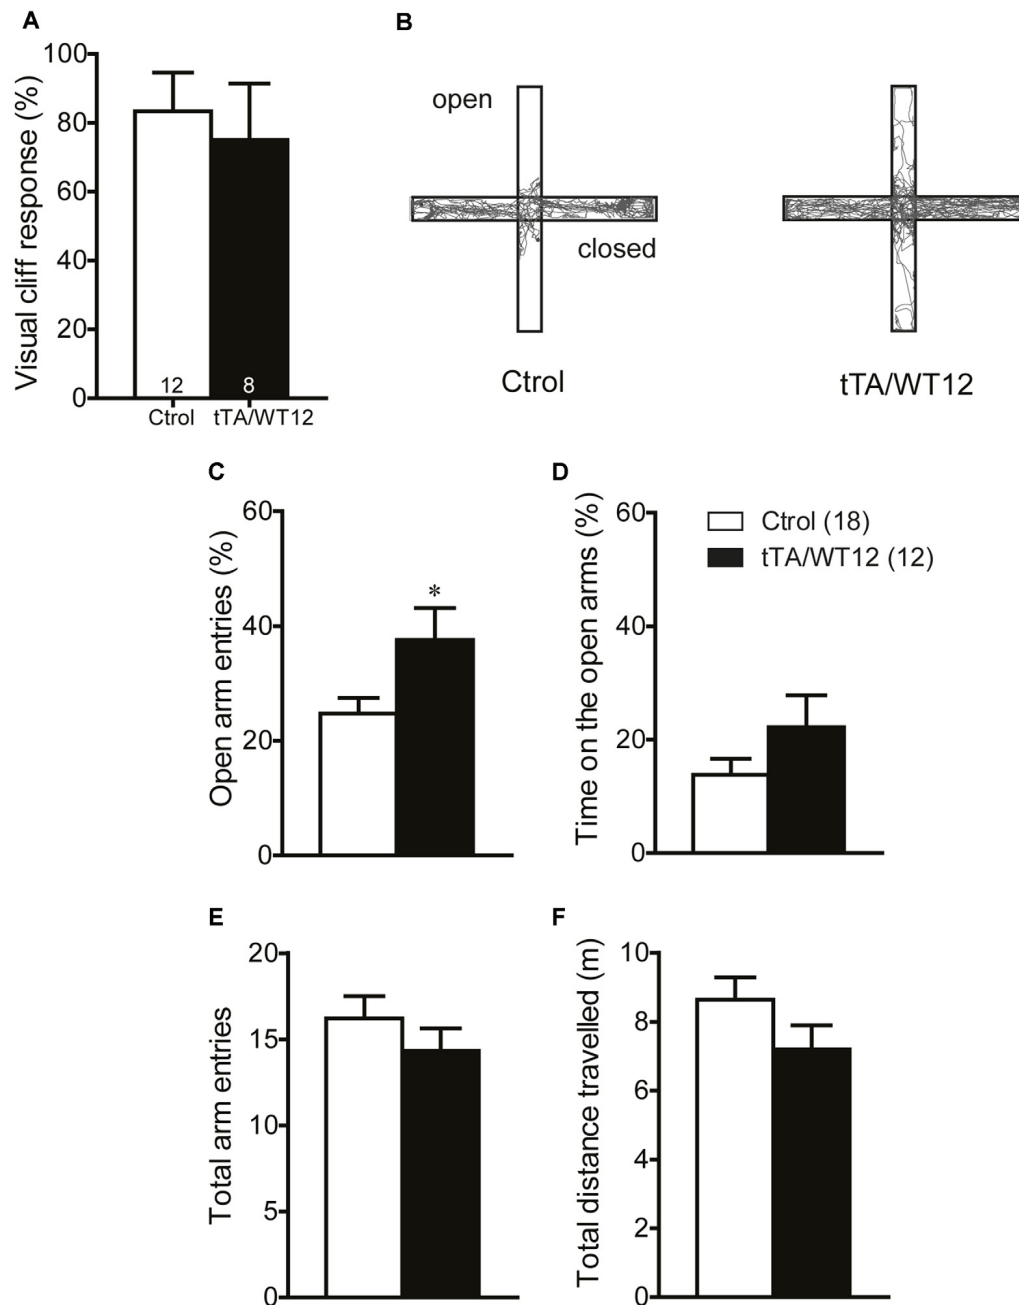 A
Visual cliff response (%)
100
80
60
40
20
0
12
8
Ctrol
tTA/WT12
B
open
closed
Ctrol
tTA/WT12
C
Open arm entries (%)
60
40
20
0
*
D
Time on the open arms (%)
60
40
20
0
Ctrol (18)
tTA/WT12 (12)
E
Total arm entries
20
15
10
5
0
F
Total distance travelled (m)
10
8
6
4
2
0